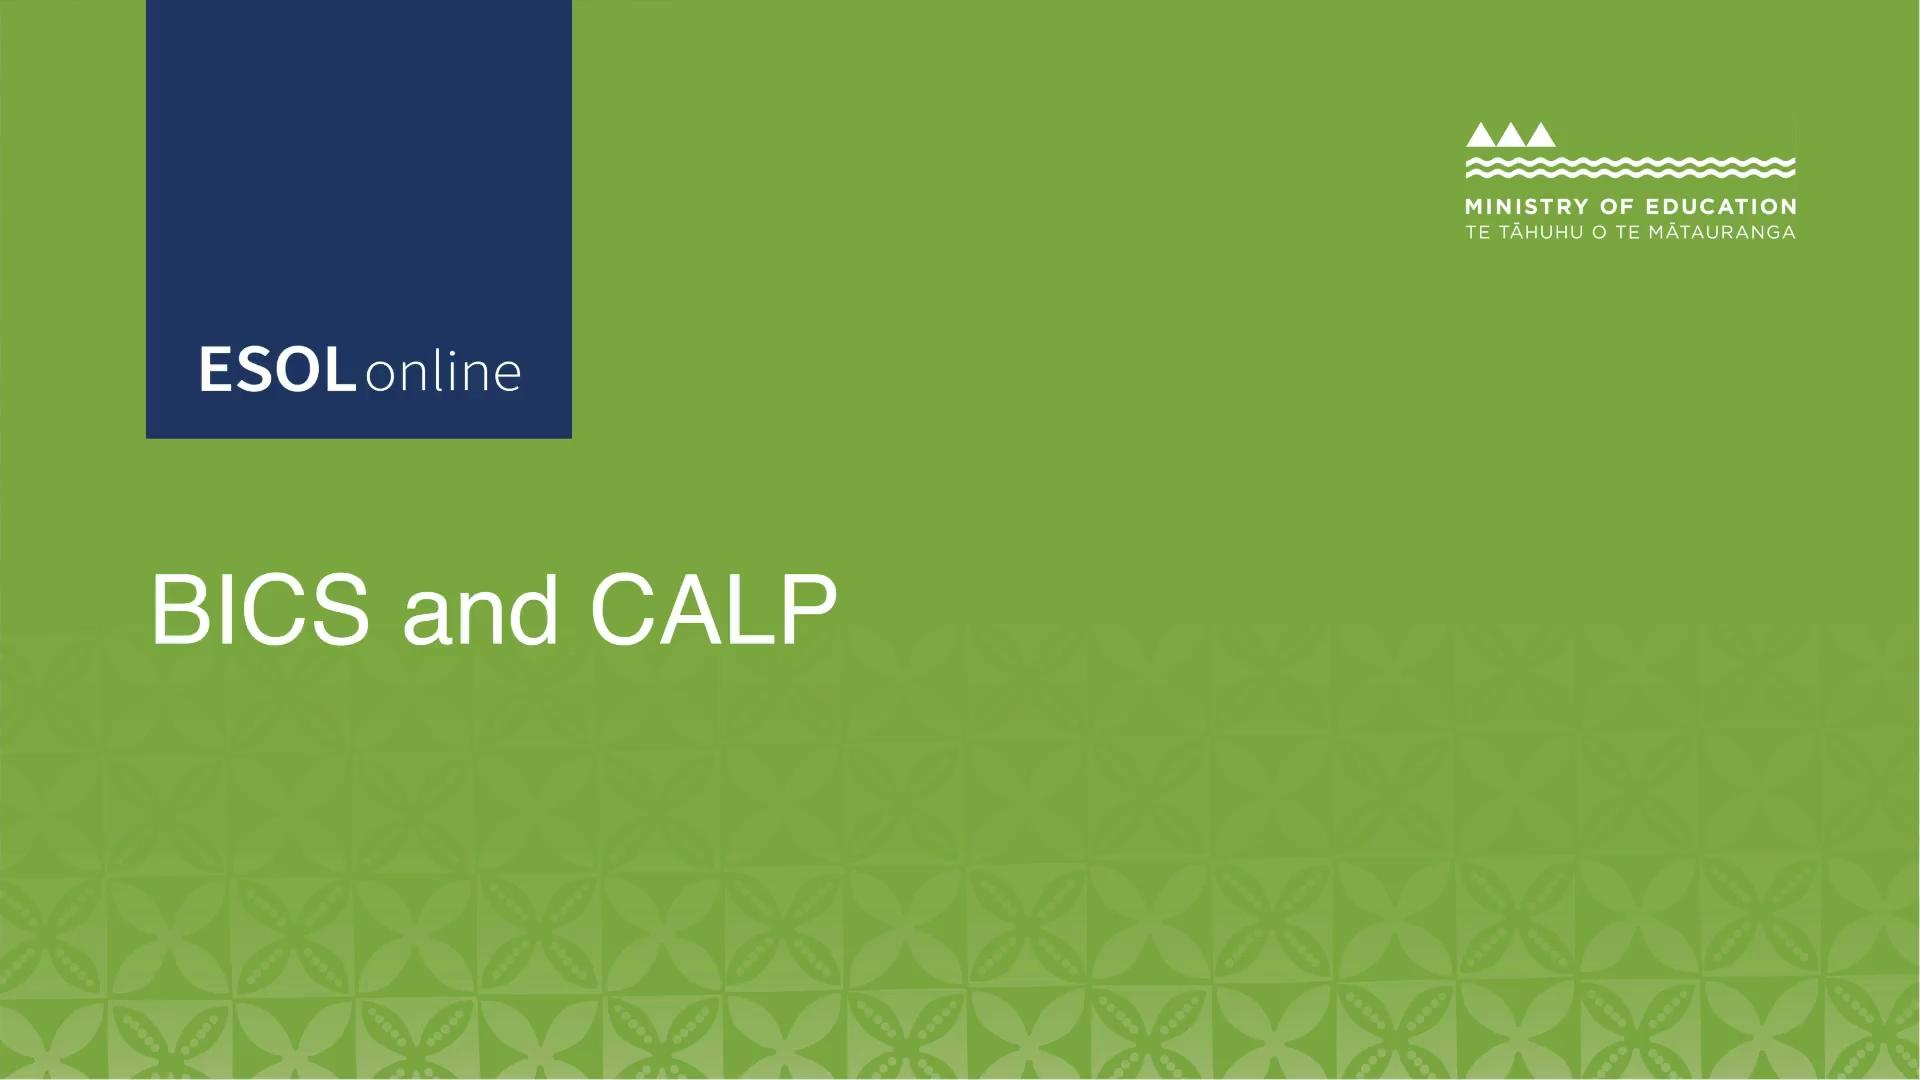 MINISTRY OF EDUCATION
TE TĀHUHU O TE MĀTAURANGA
ESOL online
BICS and CALP